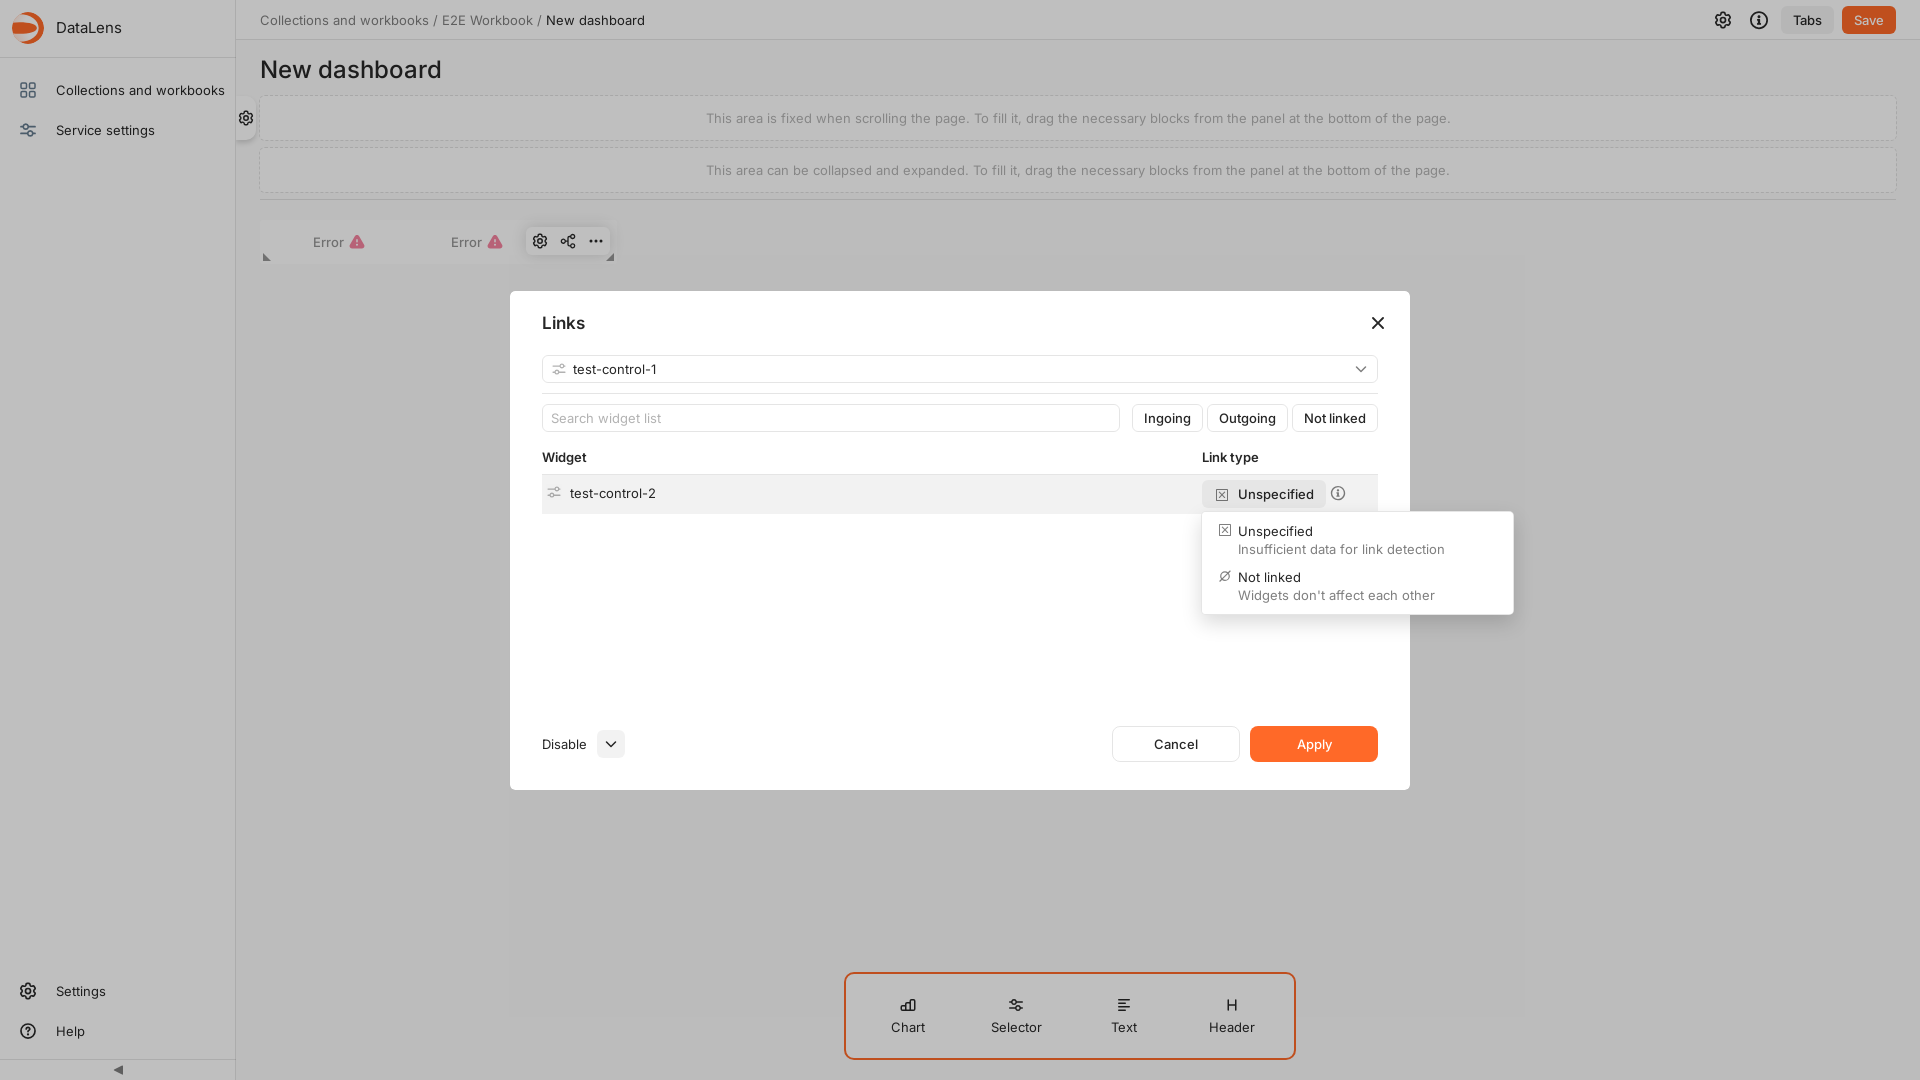 DataLens
Collections and workbooks / E2E Workbook / New dashboard
Tabs
Save
Collections and workbooks
Service settings
New dashboard
This area is fixed when scrolling the page. To fill it, drag the necessary blocks from the panel at the bottom of the page.
This area can be collapsed and expanded. To fill it, drag the necessary blocks from the panel at the bottom of the page.
Error
Error
Links
test-control-1
Search widget list
Ingoing
Outgoing
Not linked
Widget
Link type
test-control-2
Unspecified
Unspecified
Insufficient data for link detection
Not linked
Widgets don't affect each other
Disable
Cancel
Apply
Settings
Help
Chart
Selector
Text
Header